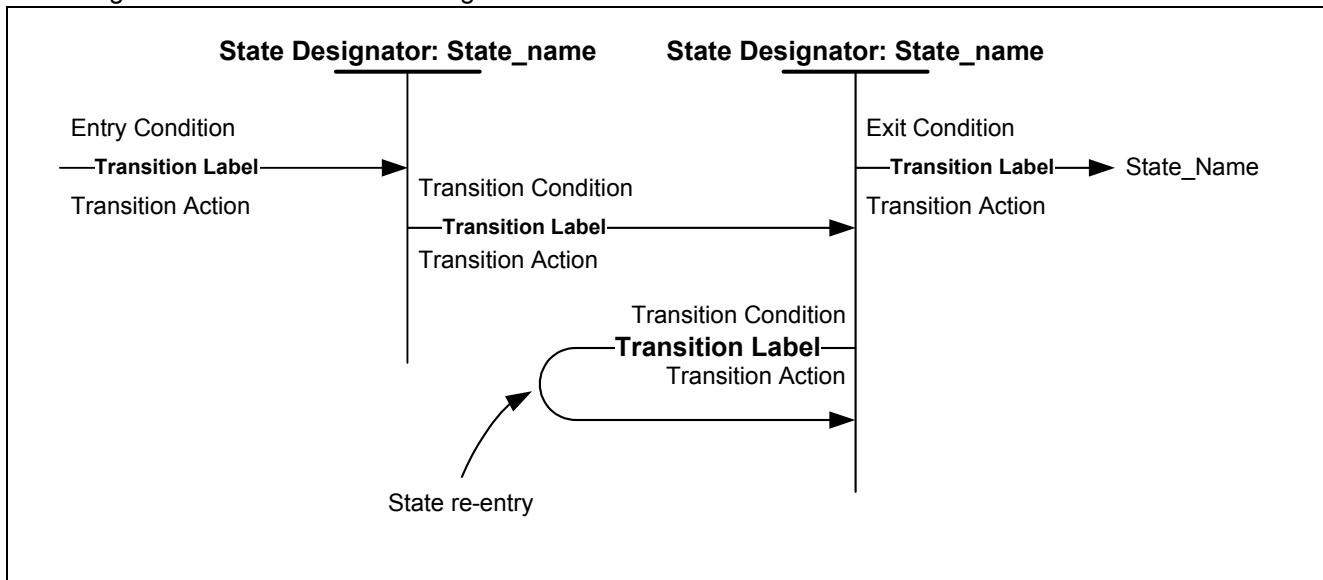 State Designator: State_name
State Designator: State_name
Entry Condition
Transition Label
Transition Action
Transition Condition
Transition Label
Transition Action
Exit Condition
Transition Label
State_Name
Transition Action
Transition Condition
Transition Label
Transition Action
State re-entry